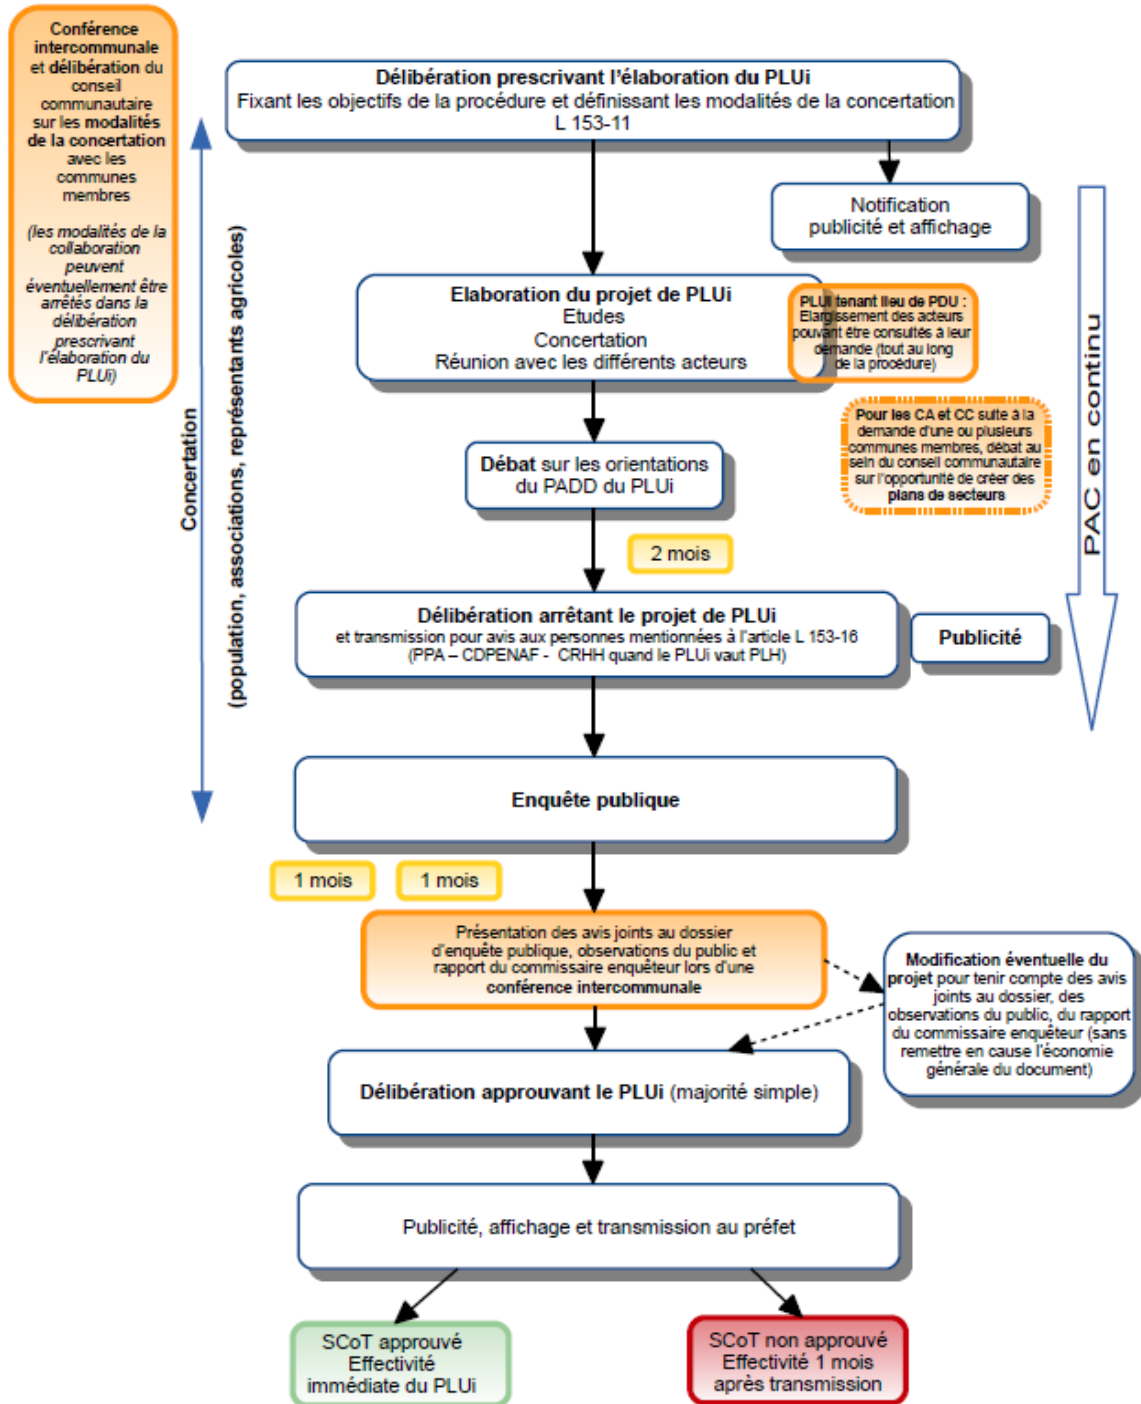 Conférence
intercommunale
et délibération du
conseil
communautaire
sur les modalités
de la concertation
avec les
communes
membres
(les modalités de la
collaboration
peuvent
éventuellement être
arrêtés dans la
délibération
prescrivant
l'élaboration du
PLUi)
Délibération prescrivant l'élaboration du PLUi
Fixant les objectifs de la procédure et définissant les modalités de la concertation
L 153-11
Notification
publicité et affichage
Concertation
(population, associations, représentants agricoles)
PAC en continu
Elaboration du projet de PLUi
Etudes
Concertation
Réunion avec les différents acteurs
PLUI tenant lieu de PDU :
Elargissement des acteurs
pouvant être consultés à leur
demande (tout au long
de la procédure)
Pour les CA et CC suite à la
demande d'une ou plusieurs
communes membres, débat au
sein du conseil communautaire
sur l'opportunité de créer des
plans de secteurs
Débat sur les orientations
du PADD du PLUi
2 mois
Délibération arrêtant le projet de PLUi
et transmission pour avis aux personnes mentionnées à l'article L 153-16
(PPA – CDPENAF - CRHH quand le PLUi vaut PLH)
Publicité
Enquête publique
1 mois
1 mois
Présentation des avis joints au dossier
d'enquête publique, observations du public et
rapport du commissaire enquêteur lors d'une
conférence intercommunale
Modification éventuelle du
projet pour tenir compte des avis
joints au dossier, des
observations du public, du rapport
du commissaire enquêteur (sans
remettre en cause l'économie
générale du document)
Délibération approuvant le PLUi (majorité simple)
Publicité, affichage et transmission au préfet
SCoT approuvé
Effectivité
immédiate du PLUi
SCoT non approuvé
Effectivité 1 mois
après transmission